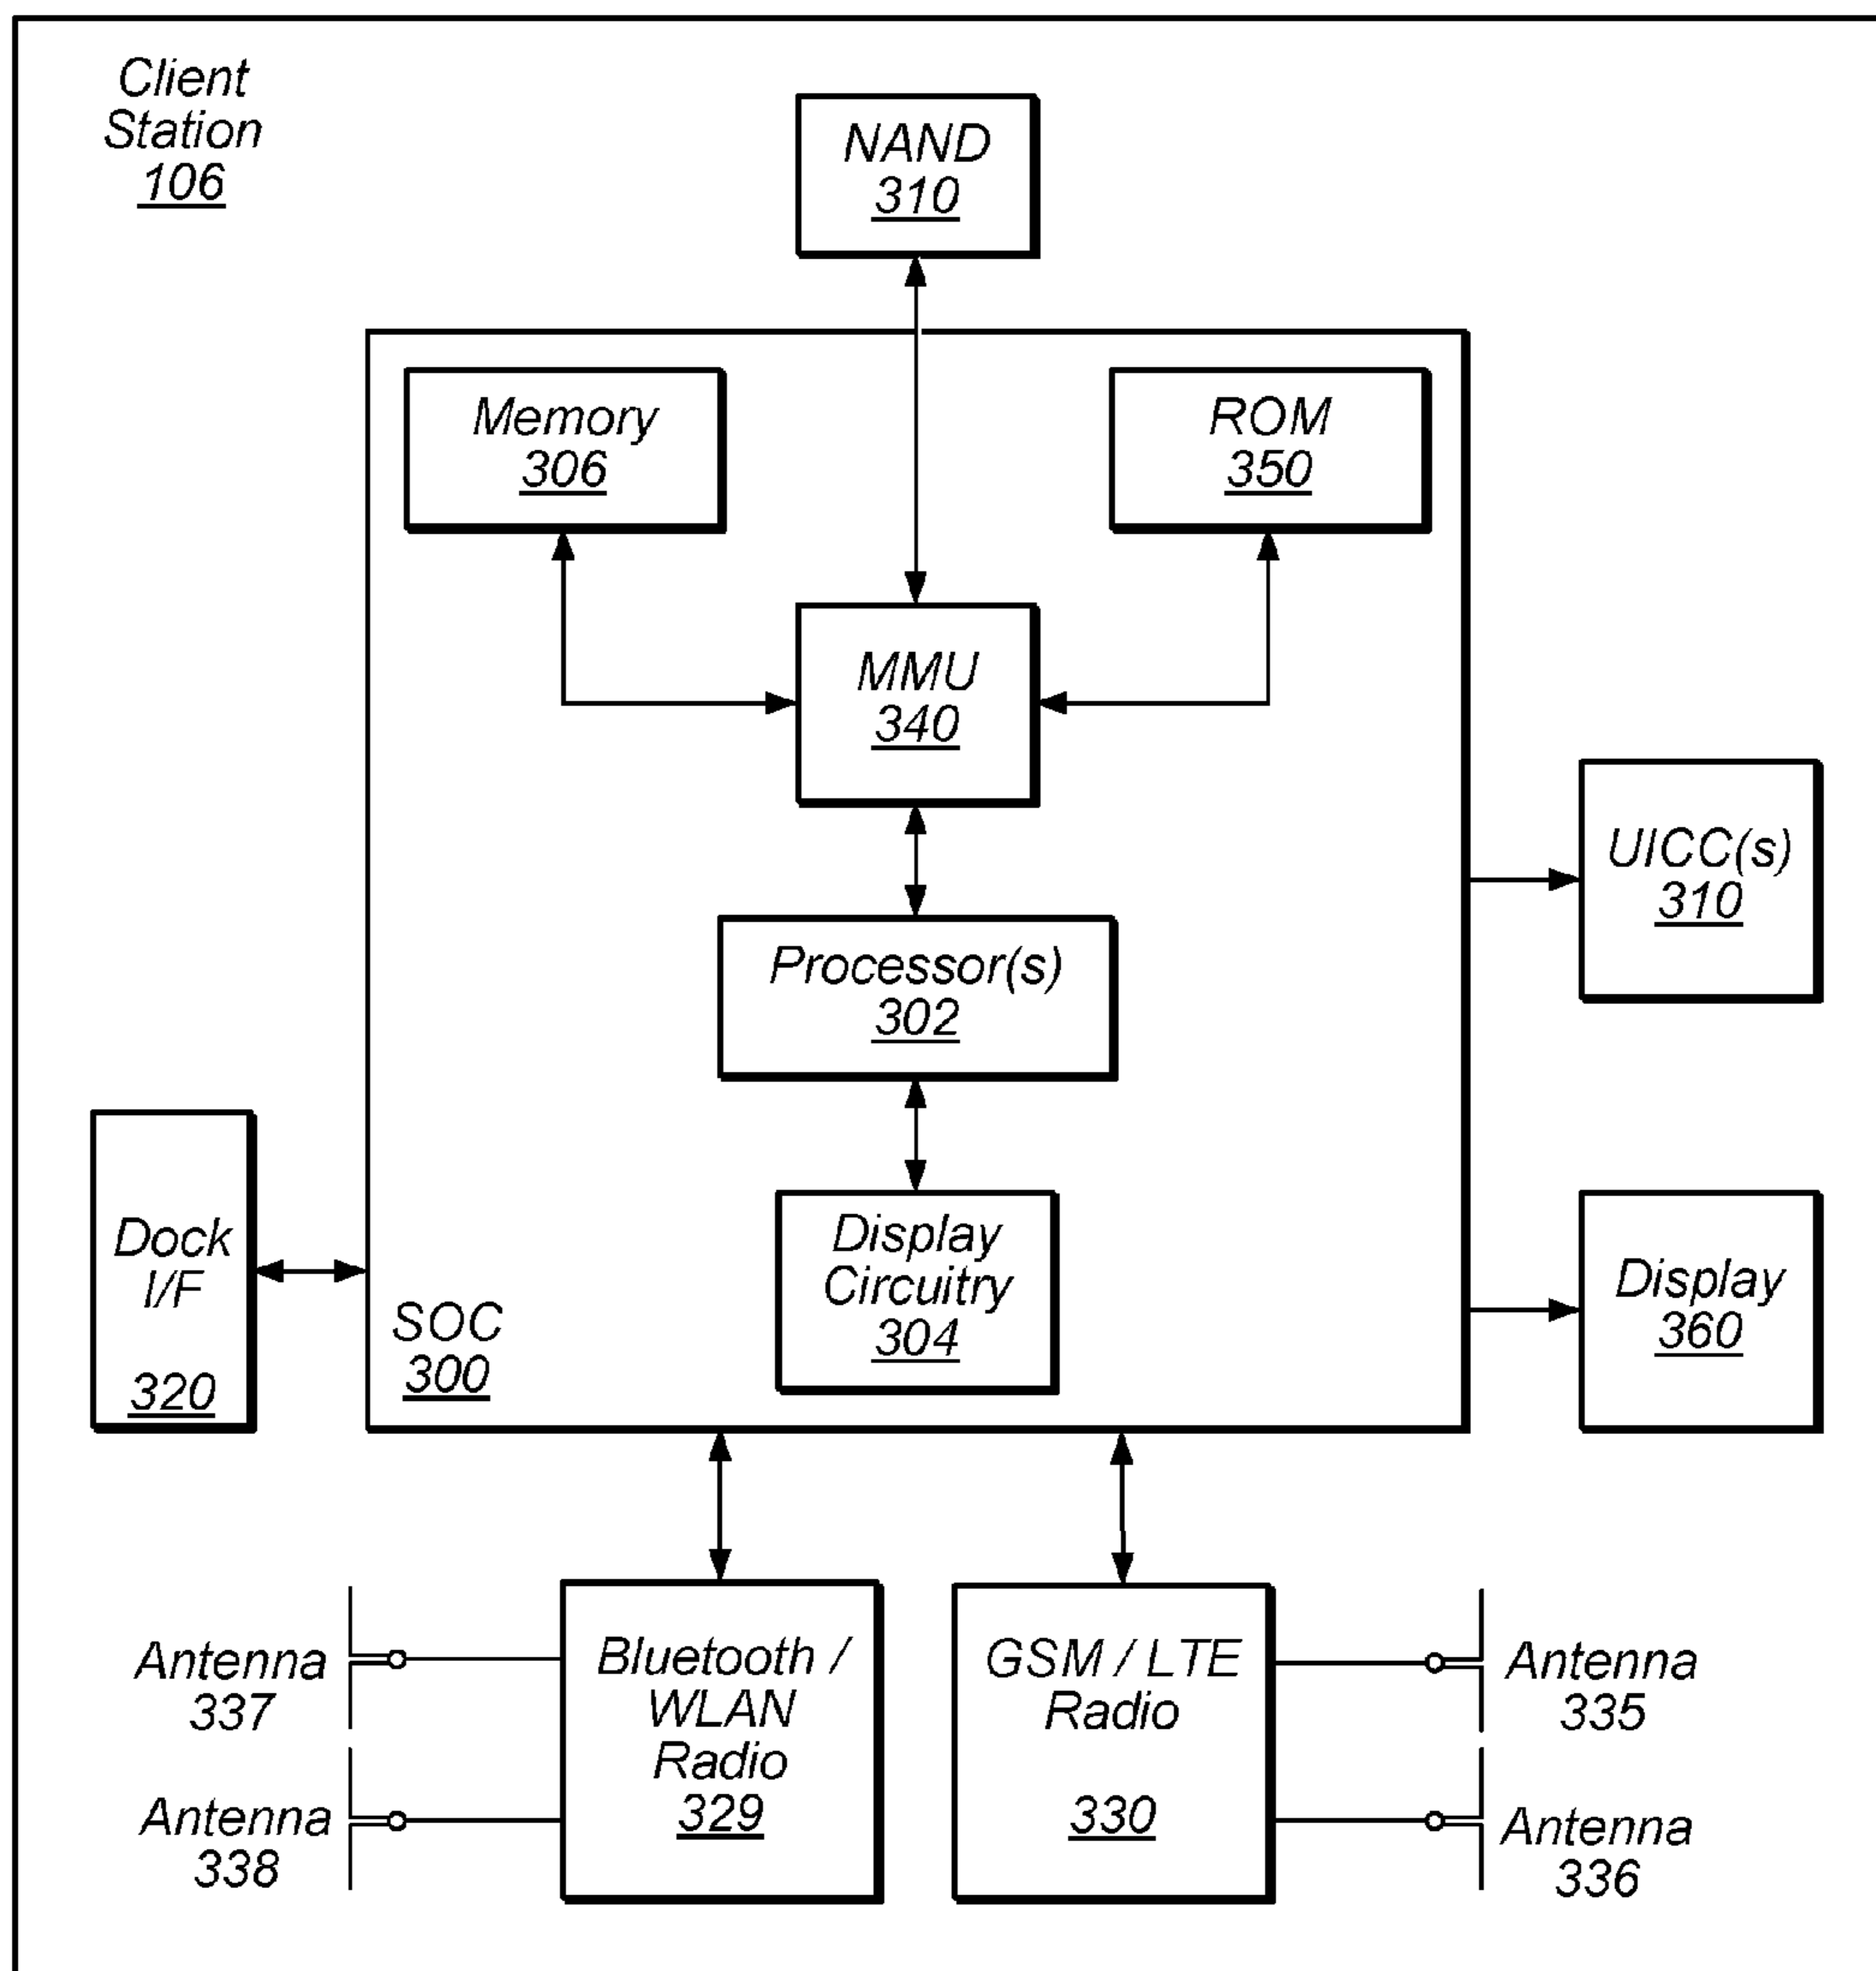 Client
Station
106
NAND
310
Memory
306
ROM
350
MMU
340
UICC(s)
310
Processor(s)
302
Dock
I/F
320
Display
Circuitry
304
SOC
300
Display
360
Antenna
337
Antenna
338
Bluetooth /
WLAN
Radio
329
GSM / LTE
Radio
330
Antenna
335
Antenna
336